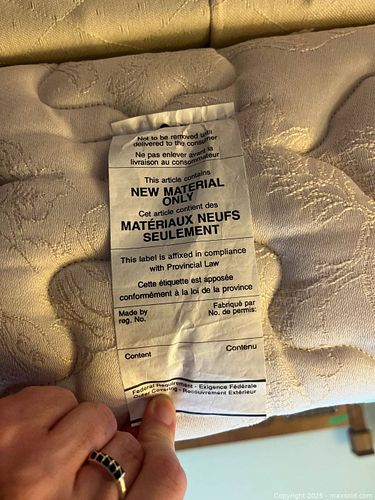 Not to be removed until
delivered to the consumer
Ne pas enlever avant la
livraison au consommateur
This article contains
NEW MATERIAL
ONLY
Cet article contient des
MATÉRIAUX NEUFS
SEULEMENT
This label is affixed in compliance
with Provincial Law
Cette étiquette est apposée
conformément à la loi de la province
Made by Fabriqué par
reg. No. No. de permis:
Content Contenu
Federal Requirement - Exigence Fédérale
Outer Covering - Recouvrement Extérieur
Copyright 2025 - maxsold.com